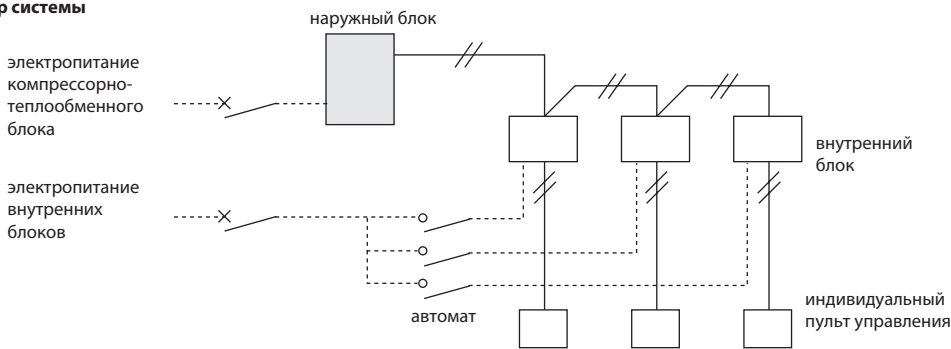 р системы
наружный блок
электропитание
компрессорно-
теплообменного
блока
внутренний
блок
электропитание
внутренних
блоков
автомат
индивидуальный
пульт управления